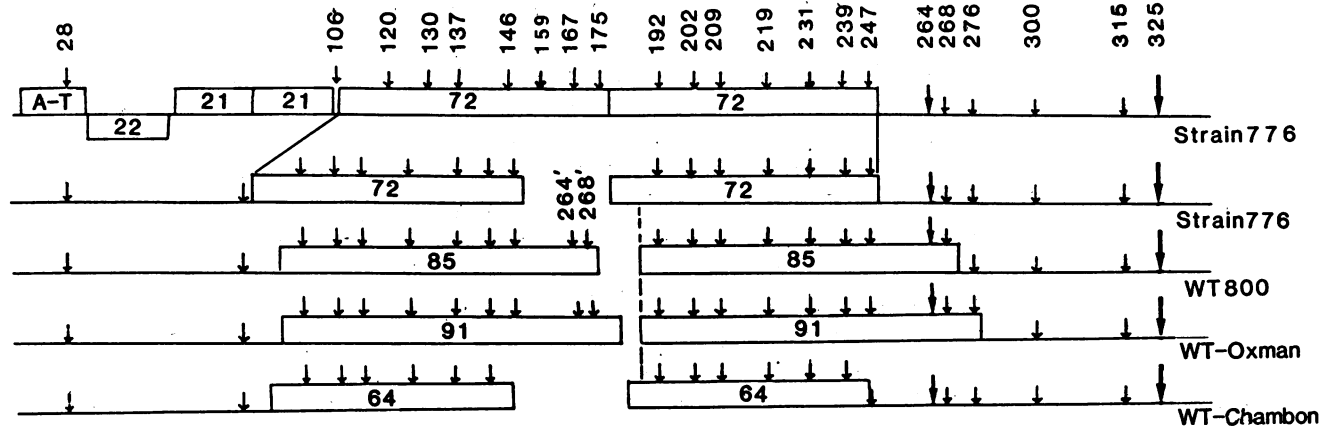 28 106 120 130 137 146 159 167 175 192 202 209 219 231 239 247 264 268 276 300 315 325
A-T 22 21 21 72 72
Strain776
72 72
Strain776
264' 268'
85 85
WT800
91 91
WT-Oxman
64 64
WT-Chambon